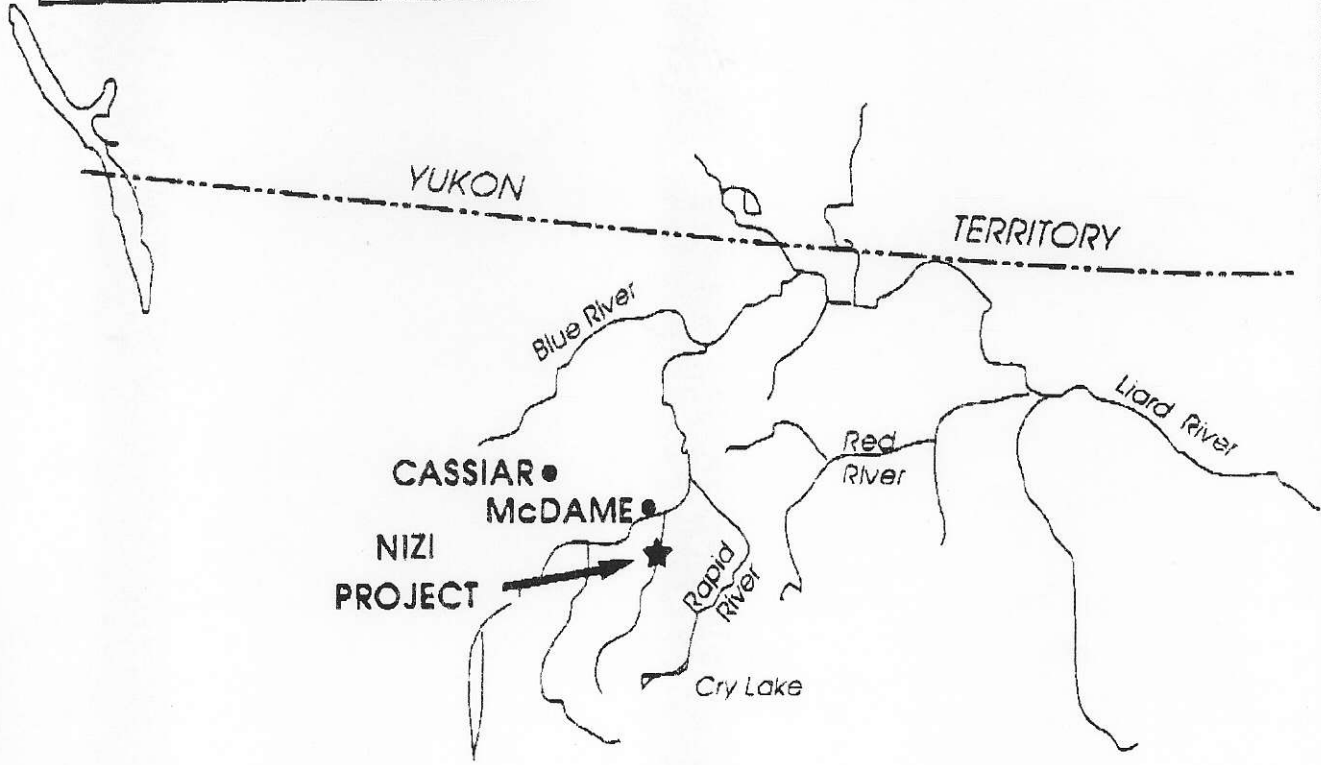 YUKON
TERRITORY
Blue River
Liard River
Red
River
CASSIAR
McDAME
NIZI
PROJECT
Rapid
River
Cry Lake